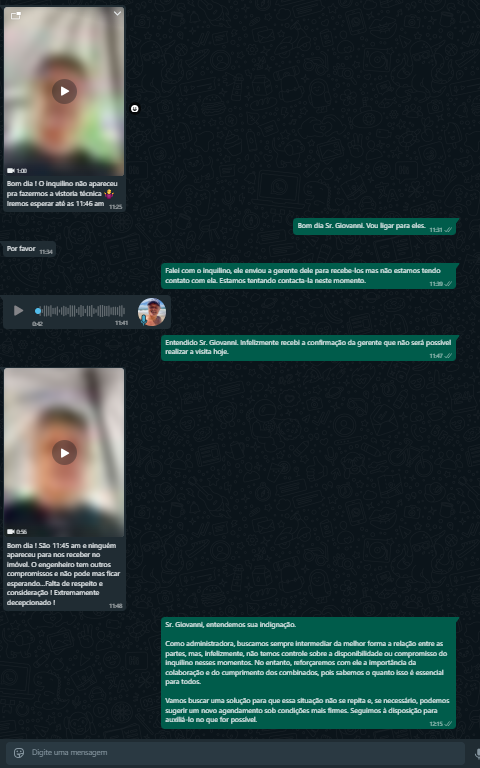 1:00
Bom dia ! O inquilino não apareceu
pra fazermos a vistoria técnica
Iremos esperar até as 11:46 am
11:25
Bom dia Sr. Giovanni. Vou ligar para eles.
11:31
Por favor
11:34
Falei com o inquilino, ele enviou a gerente dele para recebe-los mas não estamos tendo
contato com ela. Estamos tentando contacta-la neste momento.
11:39
0:42
11:41
Entendido Sr. Giovanni. Infelizmente recebi a confirmação da gerente que não será possível
realizar a visita hoje.
11:47
0:56
Bom dia ! São 11:45 am e ninguém
apareceu para nos receber no
imóvel. O engenheiro tem outros
compromissos e não pode mas ficar
esperando...Falta de respeito e
consideração ! Extremamente
decepcionado !
11:48
Sr. Giovanni, entendemos sua indignação.
Como administradora, buscamos sempre intermediar da melhor forma a relação entre as
partes, mas, infelizmente, não temos controle sobre a disponibilidade ou compromisso do
inquilino nesses momentos. No entanto, reforçaremos com ele a importância da
colaboração e do cumprimento dos combinados, pois sabemos o quanto isso é essencial
para todos.
Vamos buscar uma solução para que essa situação não se repita e, se necessário, podemos
sugerir um novo agendamento sob condições mais firmes. Seguimos à disposição para
auxiliá-lo no que for possível.
12:15
Digite uma mensagem